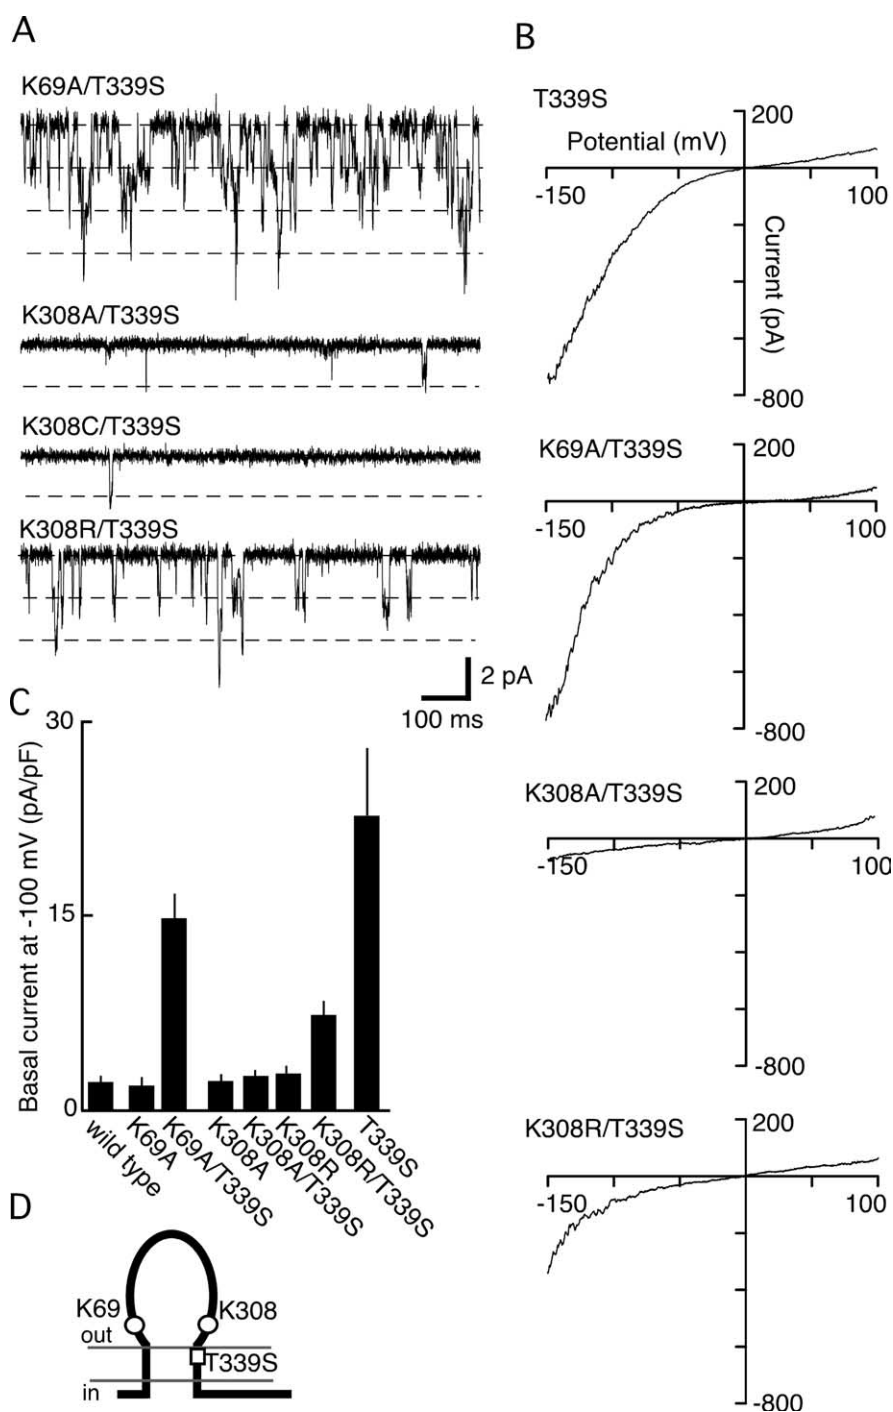 A
K69A/T339S
K308A/T339S
K308C/T339S
K308R/T339S
2 pA
100 ms
B
T339S
200
Potential (mV)
-150
100
Current (pA)
-800
K69A/T339S
200
-150
100
-800
K308A/T339S
200
-150
100
-800
K308R/T339S
200
-150
100
-800
C
30
15
0
Basal current at -100 mV (pA/pF)
wild type
K69A
K69A/T339S
K308A
K308A/T339S
K308R
K308R/T339S
T339S
D
K69
K308
out
T339S
in